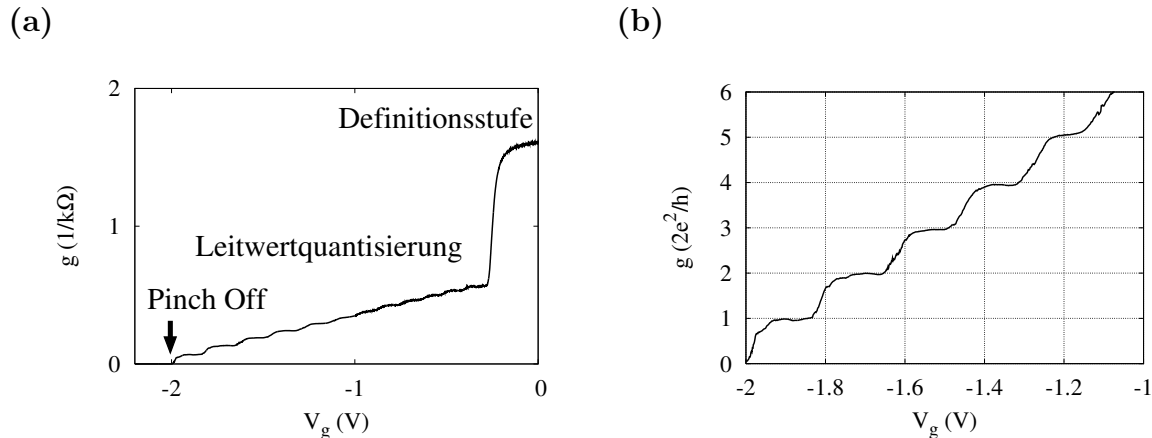 (a)
2
1
0
-2
-1
0
g (1/kΩ)
V_g (V)
Definitionsstufe
Leitwertquantisierung
Pinch Off
(b)
6
5
4
3
2
1
0
-2
-1.8
-1.6
-1.4
-1.2
-1
g (2e²/h)
V_g (V)